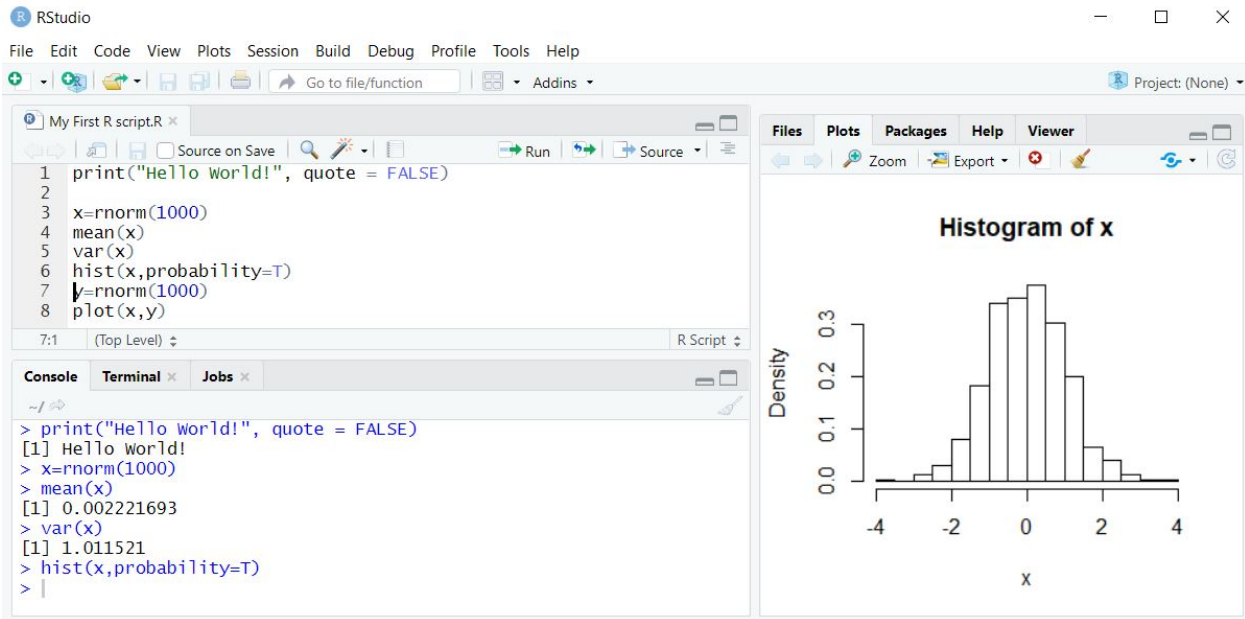 RStudio
File Edit Code View Plots Session Build Debug Profile Tools Help
Go to file/function Addins Project: (None)
My First R script.R
Source on Save Run Source
1 print("Hello World!", quote = FALSE)
2
3 x=rnorm(1000)
4 mean(x)
5 var(x)
6 hist(x,probability=T)
7 y=rnorm(1000)
8 plot(x,y)
7:1 (Top Level) R Script
Console Terminal Jobs
~/
> print("Hello World!", quote = FALSE)
[1] Hello World!
> x=rnorm(1000)
> mean(x)
[1] 0.002221693
> var(x)
[1] 1.011521
> hist(x,probability=T)
>
Files Plots Packages Help Viewer
Zoom Export
Histogram of x
Density
0.3
0.2
0.1
0.0
-4 -2 0 2 4
x